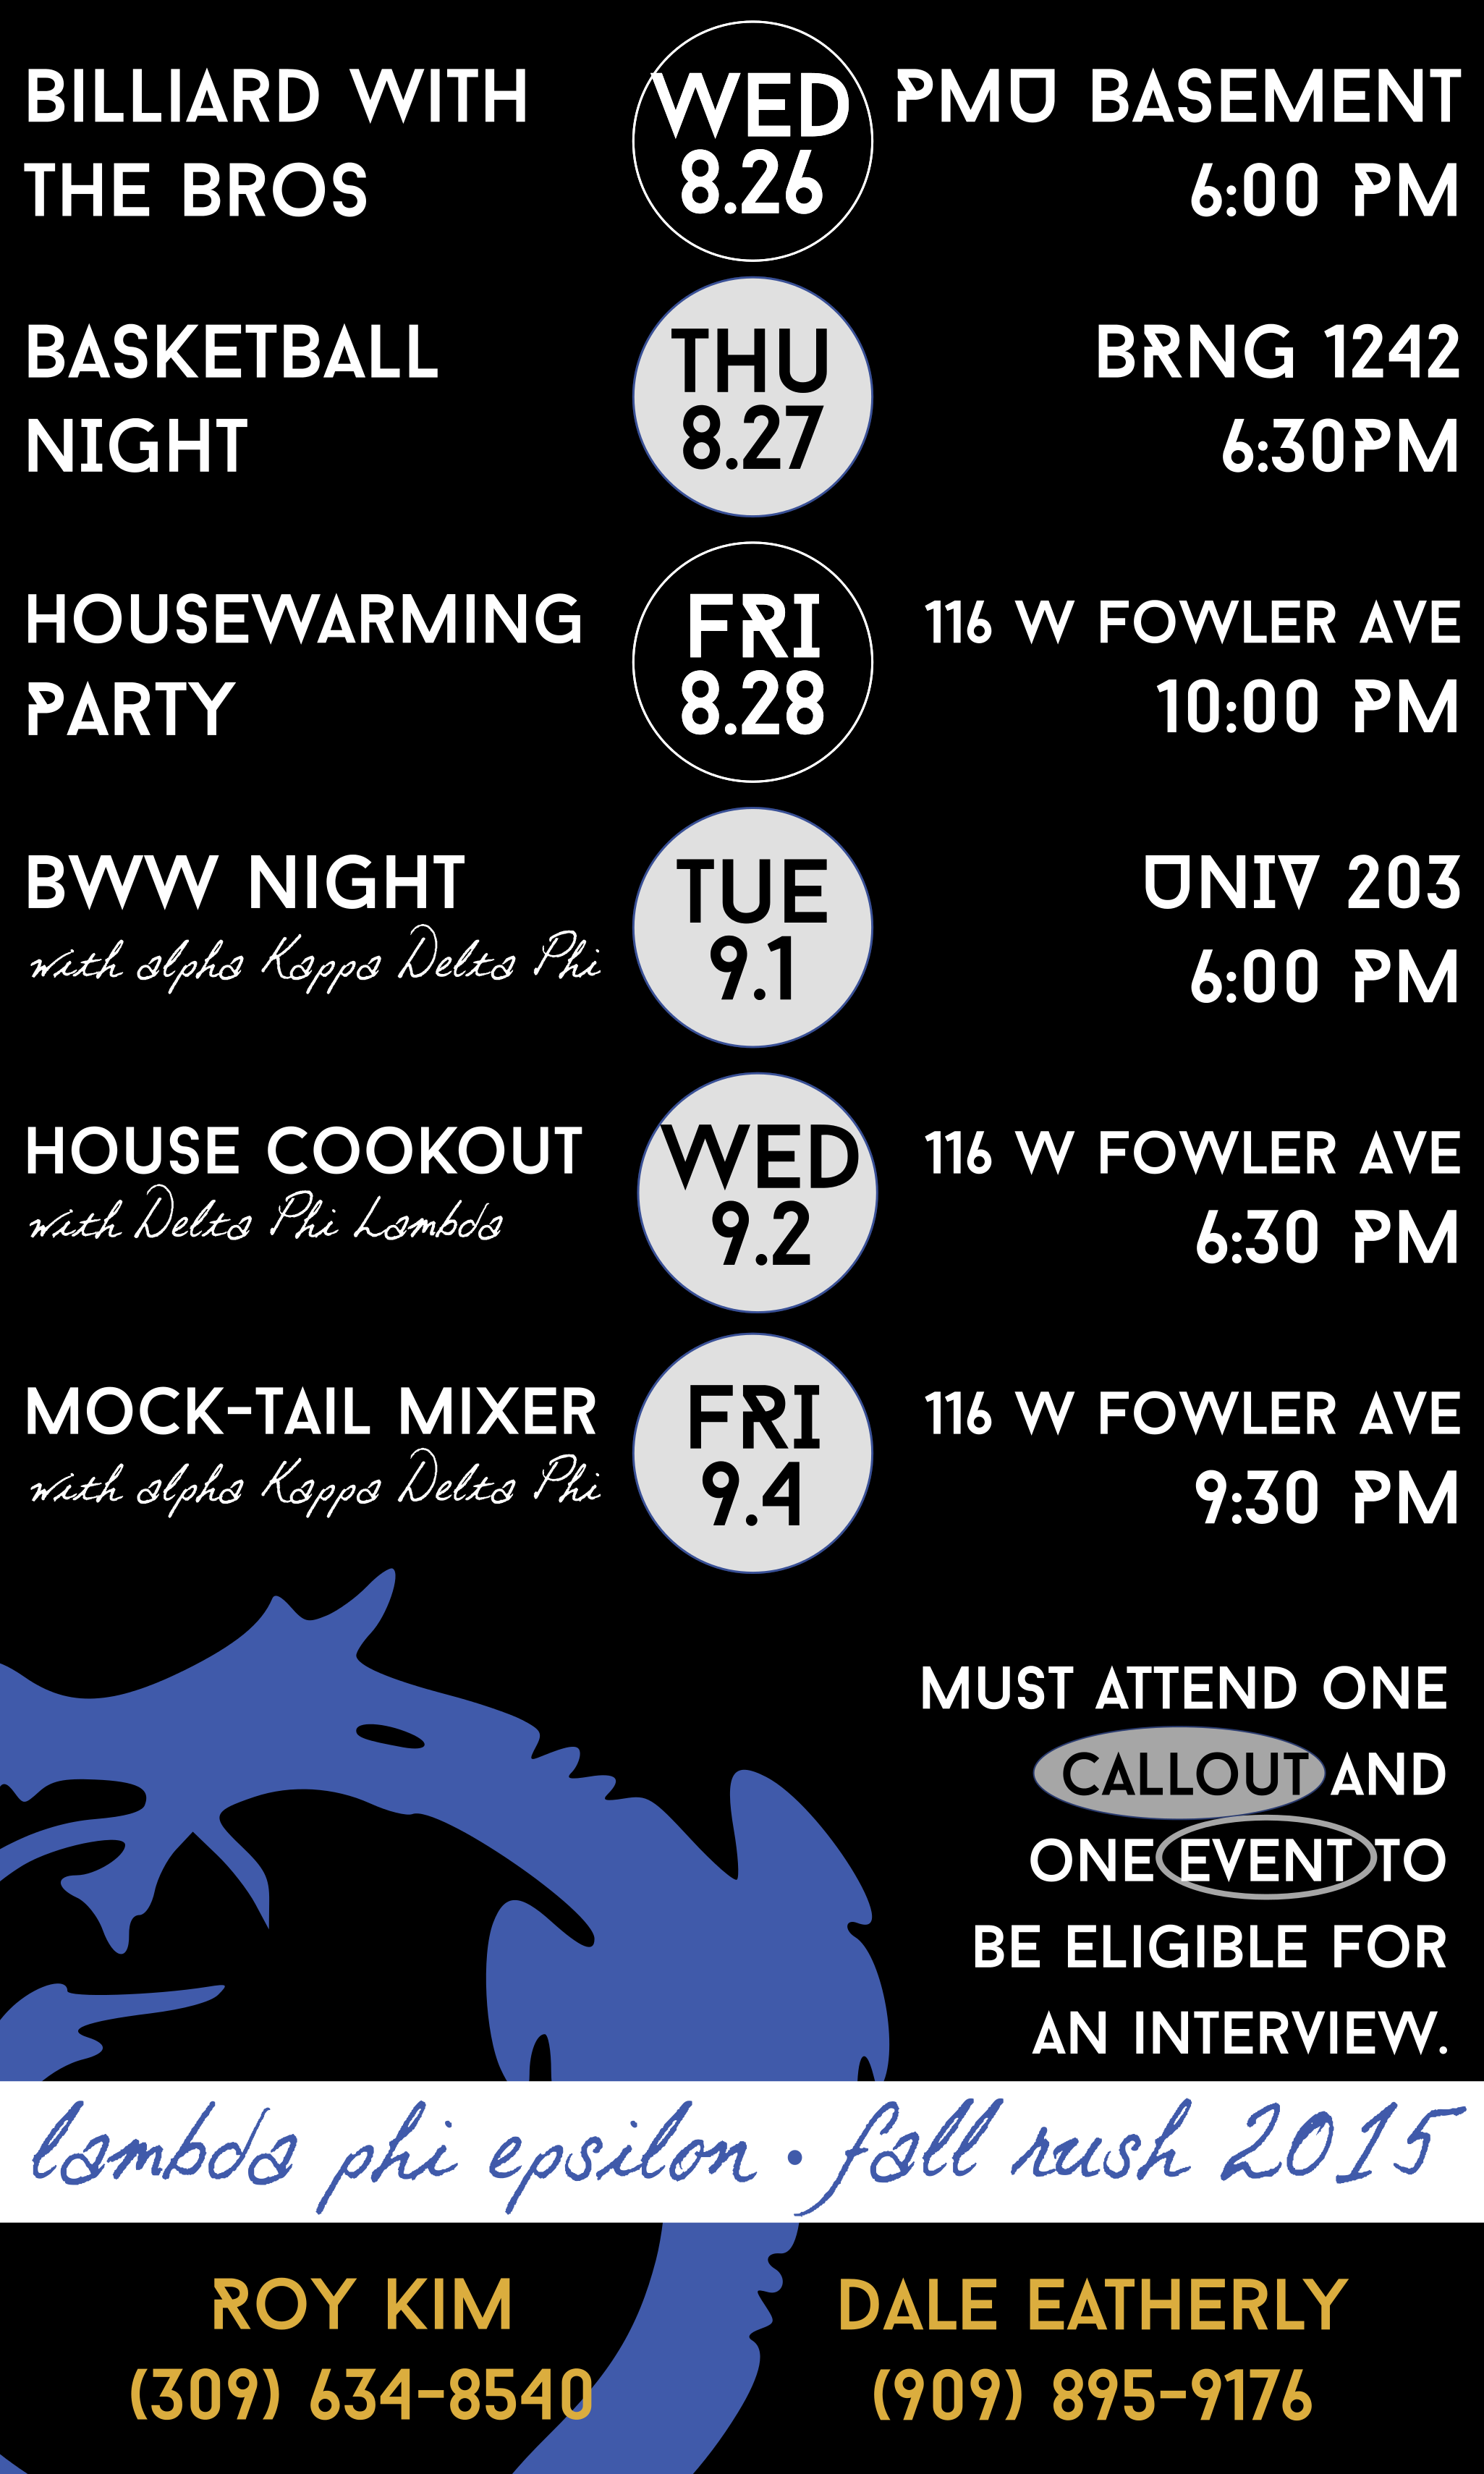 BILLIARD WITH
THE BROS
WED
8.26
PMU BASEMENT
6:00 PM
BASKETBALL
NIGHT
THU
8.27
BRNG 1242
6:30PM
HOUSEWARMING
PARTY
FRI
8.28
116 W FOWLER AVE
10:00 PM
BWW NIGHT
with alpha Kappa Delta Phi
TUE
9.1
UNIV 203
6:00 PM
HOUSE COOKOUT
with Delta Phi Lambda
WED
9.2
116 W FOWLER AVE
6:30 PM
MOCK-TAIL MIXER
with alpha Kappa Delta Phi
FRI
9.4
116 W FOWLER AVE
9:30 PM
MUST ATTEND ONE
CALLOUT AND
ONE EVENT TO
BE ELIGIBLE FOR
AN INTERVIEW.
lambda phi epsilon • fall rush 2015
ROY KIM
(309) 634-8540
DALE EATHERLY
(909) 895-9176